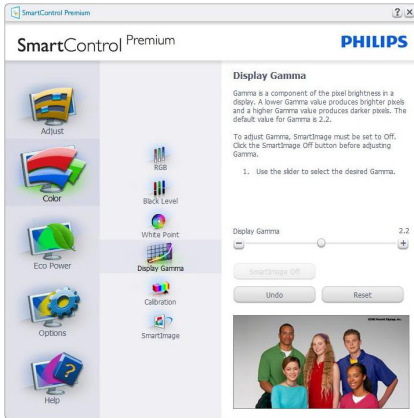 SmartControl Premium
SmartControl Premium
PHILIPS
Adjust
Color
Eco Power
Options
Help
RGB
Black Level
White Point
Display Gamma
Calibration
SmartImage
Display Gamma
Gamma is a component of the pixel brightness in a
display. A lower Gamma value produces brighter pixels
and a higher Gamma value produces darker pixels. The
default value for Gamma is 2.2.
To adjust Gamma, SmartImage must be set to Off.
Click the SmartImage Off button before adjusting
Gamma.
1. Use the slider to select the desired Gamma.
Display Gamma 2.2
SmartImage Off
Undo Reset